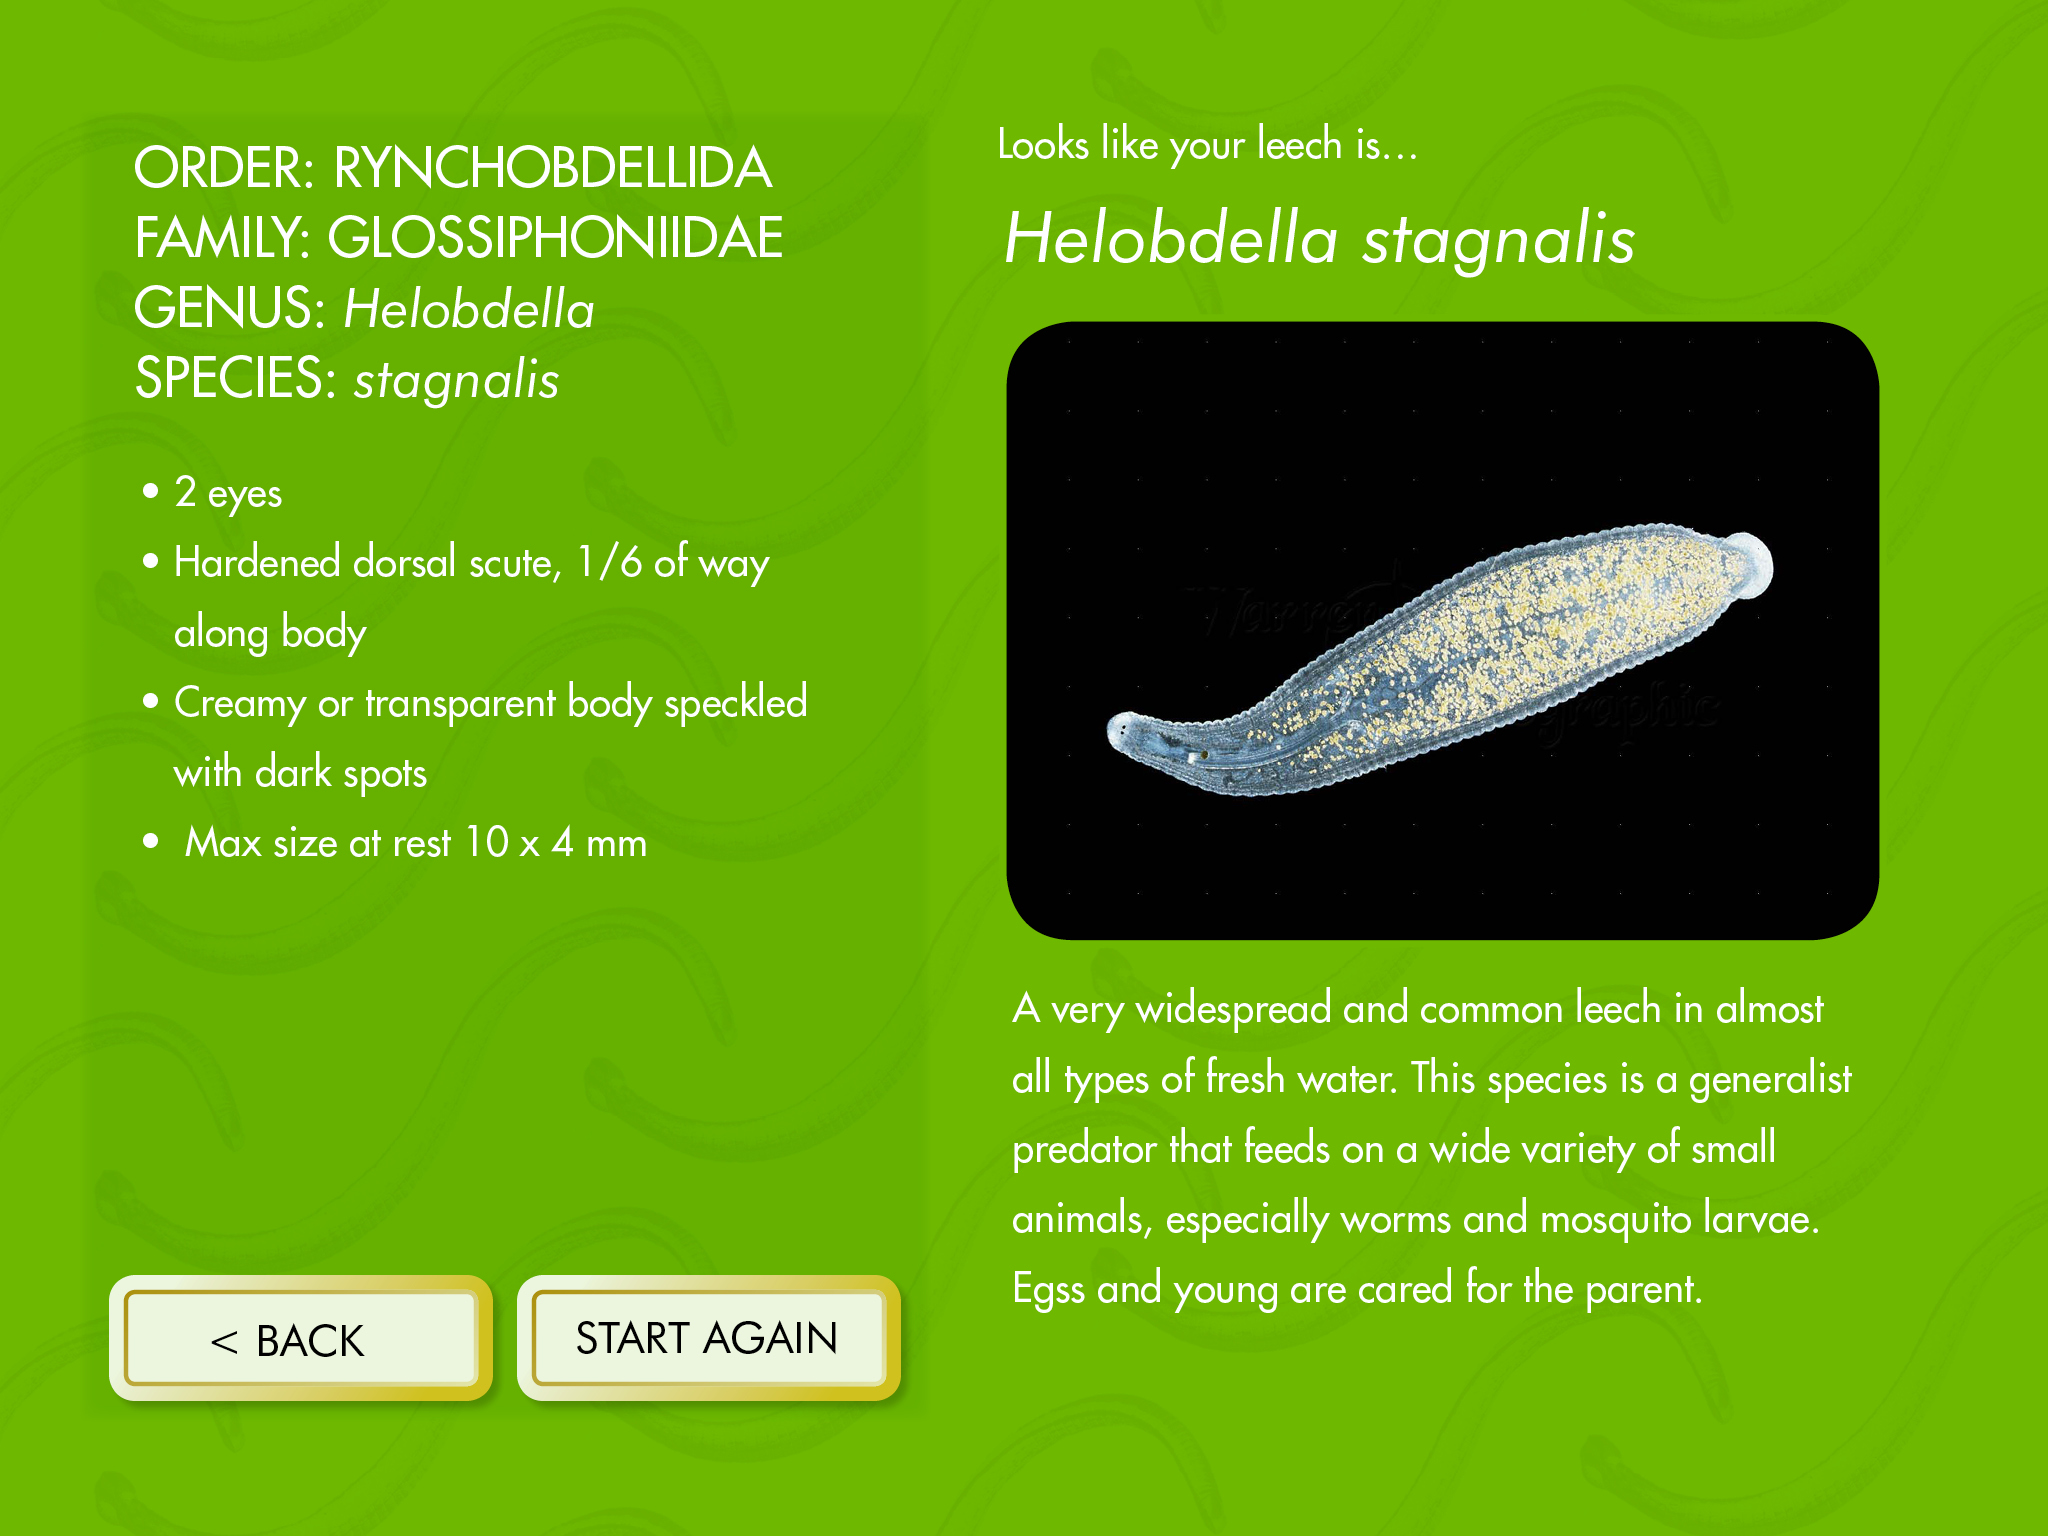 ORDER: RYNCHOBDELLIDA
FAMILY: GLOSSIPHONIIDAE
GENUS: Helobdella
SPECIES: stagnalis
• 2 eyes
• Hardened dorsal scute, 1/6 of way
along body
• Creamy or transparent body speckled
with dark spots
• Max size at rest 10 x 4 mm
< BACK
START AGAIN
Looks like your leech is...
Helobdella stagnalis
A very widespread and common leech in almost
all types of fresh water. This species is a generalist
predator that feeds on a wide variety of small
animals, especially worms and mosquito larvae.
Egss and young are cared for the parent.